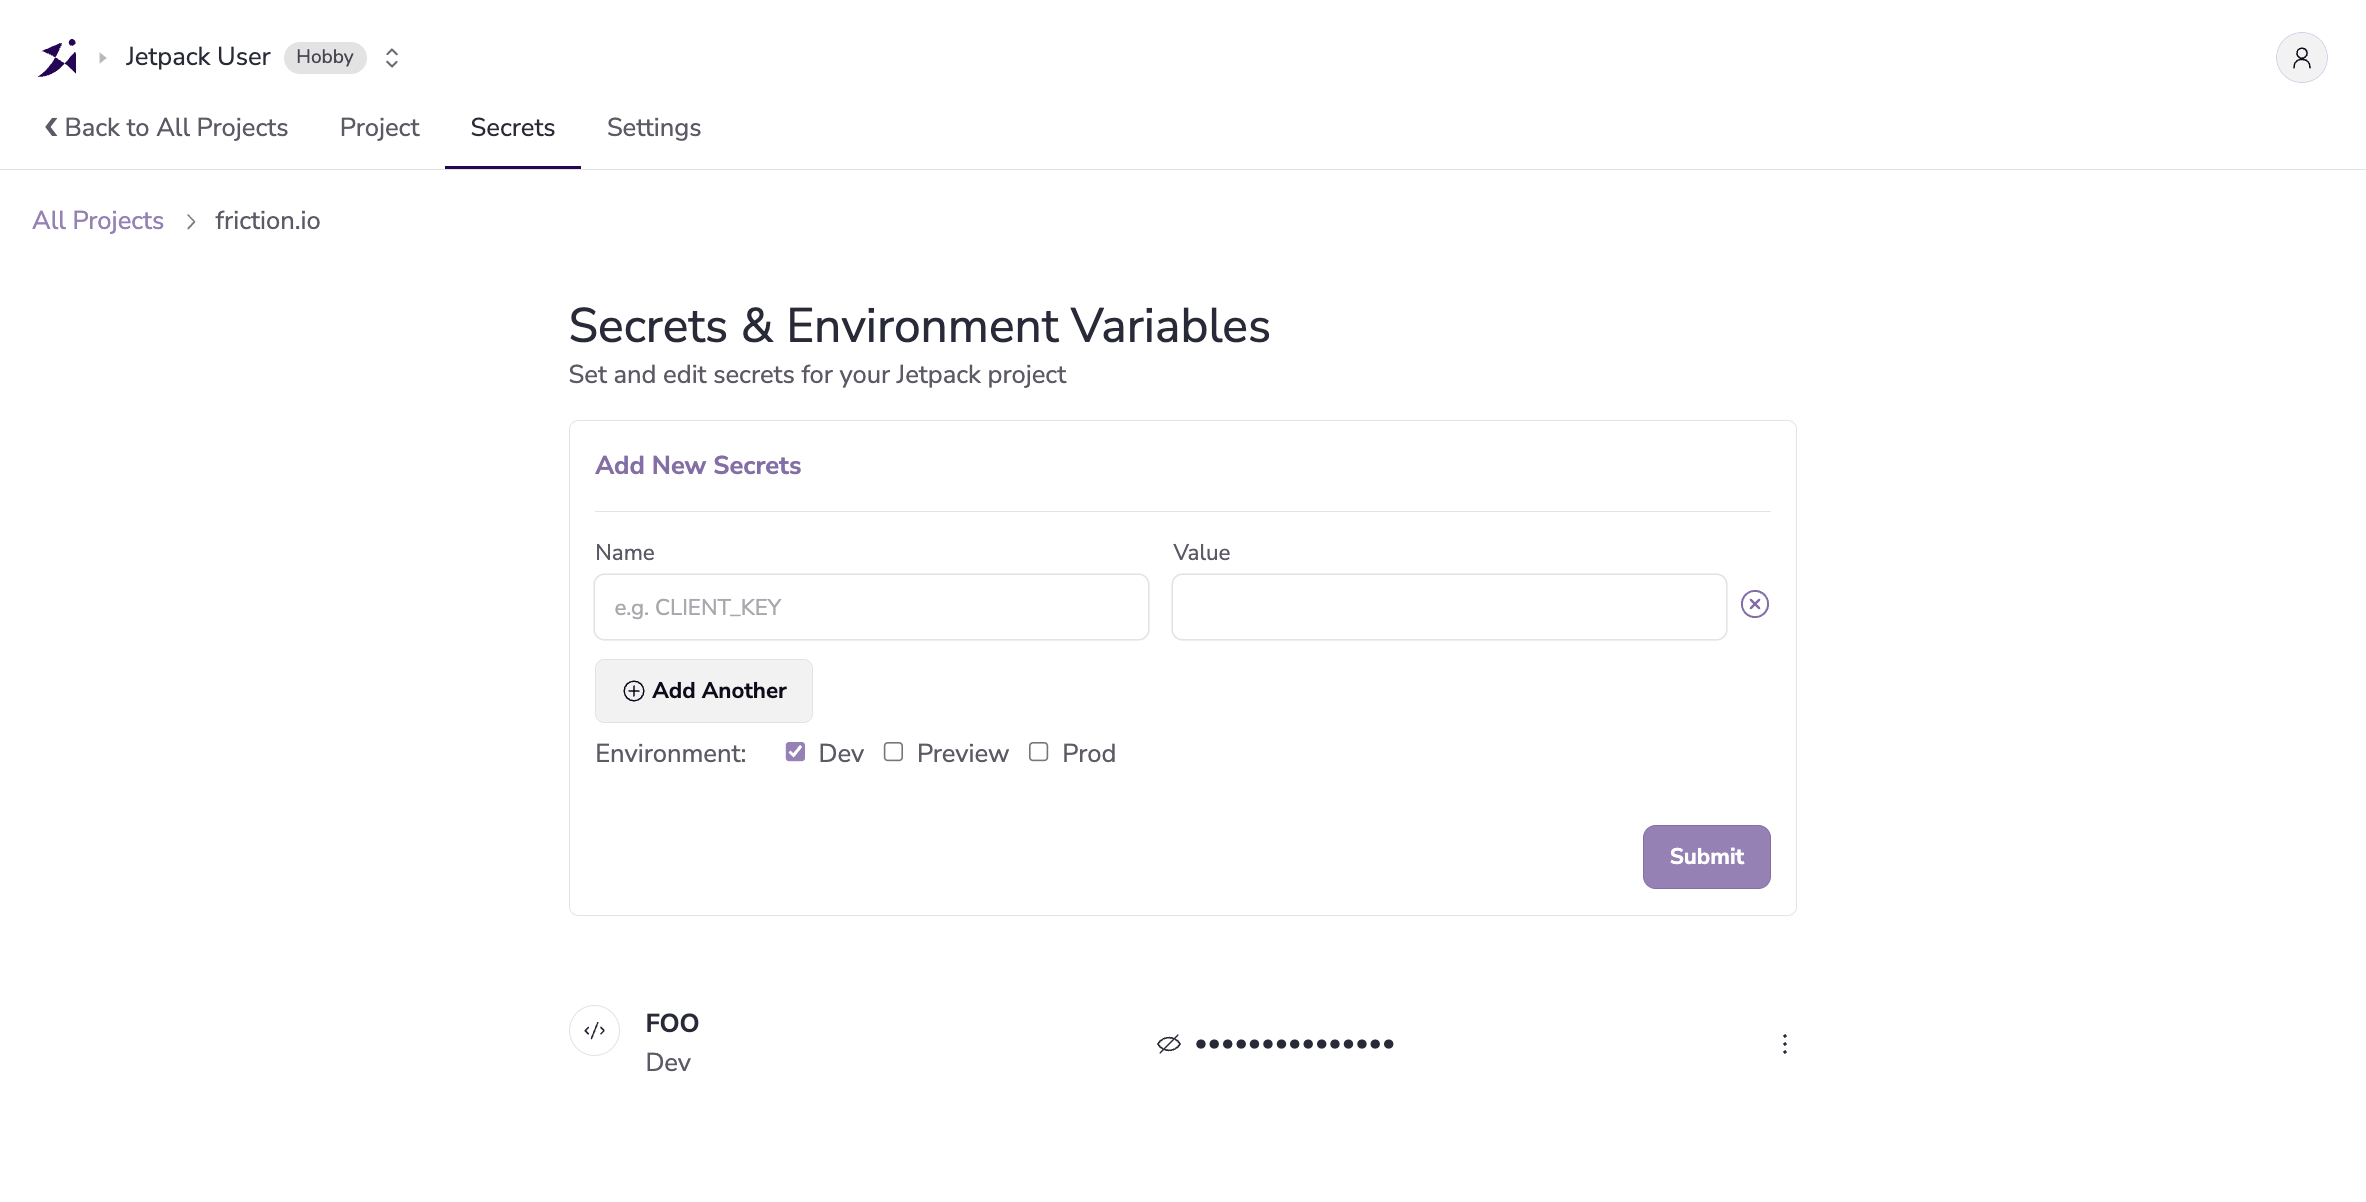 Jetpack User Hobby
Back to All Projects Project Secrets Settings
All Projects > friction.io
Secrets & Environment Variables
Set and edit secrets for your Jetpack project
Add New Secrets
Name Value
e.g. CLIENT_KEY
Add Another
Environment: Dev Preview Prod
Submit
FOO
Dev